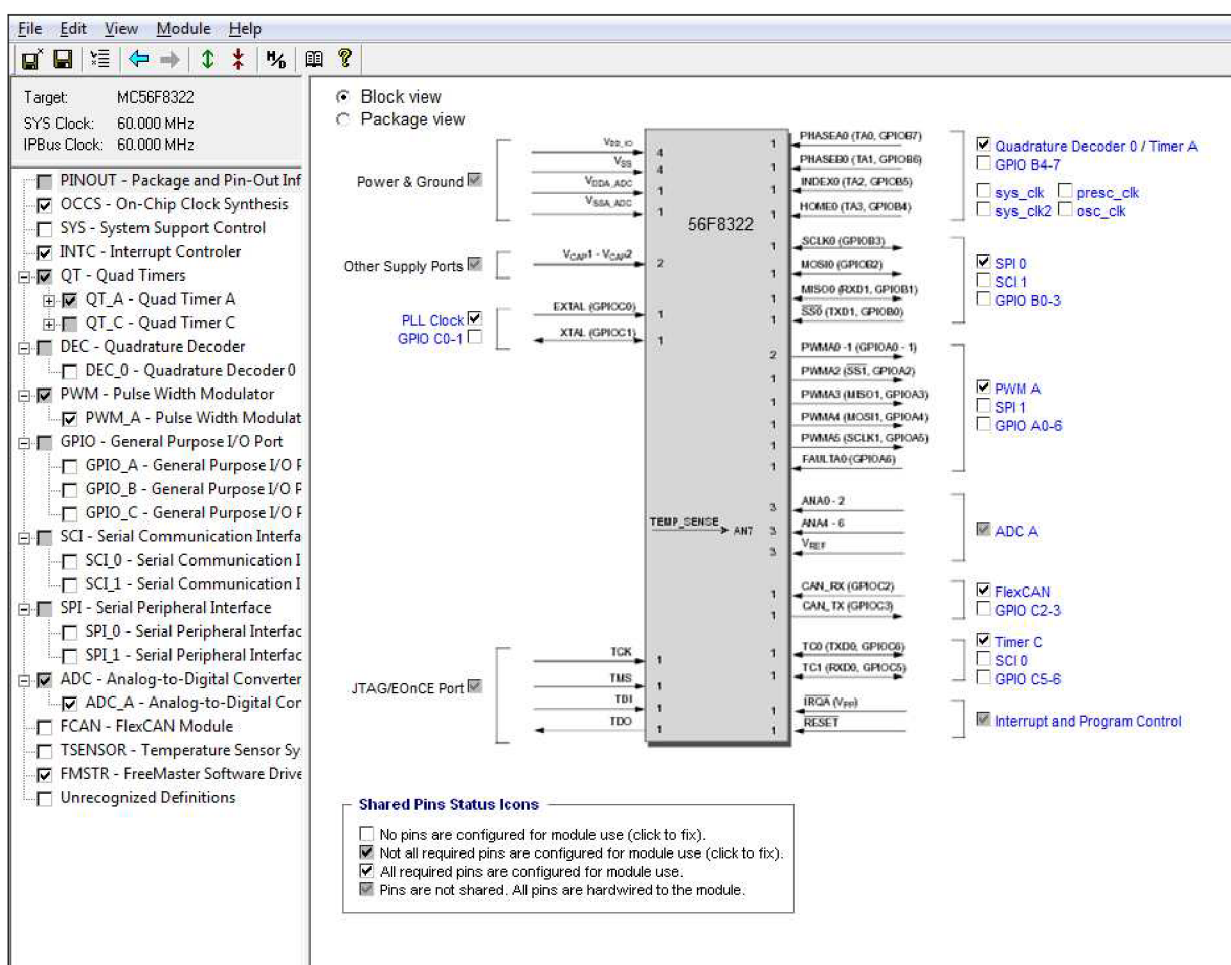 File Edit View Module Help
Target: MC56F8322
SYS Clock: 60.000 MHz
IPBus Clock: 60.000 MHz
PINOUT - Package and Pin-Out Inf
OCCS - On-Chip Clock Synthesis
SYS - System Support Control
INTC - Interrupt Controler
QT - Quad Timers
QT_A - Quad Timer A
QT_C - Quad Timer C
DEC - Quadrature Decoder
DEC_0 - Quadrature Decoder 0
PWM - Pulse Width Modulator
PWM_A - Pulse Width Modulat
GPIO - General Purpose I/O Port
GPIO_A - General Purpose I/O P
GPIO_B - General Purpose I/O P
GPIO_C - General Purpose I/O P
SCI - Serial Communication Interfa
SCI_0 - Serial Communication I
SCI_1 - Serial Communication I
SPI - Serial Peripheral Interface
SPI_0 - Serial Peripheral Interfac
SPI_1 - Serial Peripheral Interfac
ADC - Analog-to-Digital Converter
ADC_A - Analog-to-Digital Cor
FCAN - FlexCAN Module
TSENSOR - Temperature Sensor Sy
FMSTR - FreeMaster Software Drive
Unrecognized Definitions
Block view
Package view
Power & Ground
VDD_IO 4
VSS 4
VDDA_ADC 1
VSSA_ADC 1
Other Supply Ports
VCAP1 - VCAP2 2
PLL Clock
GPIO C0-1
EXTAL (GPIOC0) 1
XTAL (GPIOC1) 1
JTAG/EOnCE Port
TCK 1
TMS 1
TDI 1
TDO 1
56F8322
TEMP_SENSE AN7
1 PHASEA0 (TA0, GPIOB7)
1 PHASEB0 (TA1, GPIOB6)
1 INDEX0 (TA2, GPIOB5)
1 HOME0 (TA3, GPIOB4)
Quadrature Decoder 0 / Timer A
GPIO B4-7
sys_clk presc_clk
sys_clk2 osc_clk
1 SCLK0 (GPIOB3)
1 MOSI0 (GPIOB2)
1 MISO0 (RXD1, GPIOB1)
1 SS0 (TXD1, GPIOB0)
SPI 0
SCI 1
GPIO B0-3
2 PWMA0 -1 (GPIOA0 - 1)
1 PWMA2 (SS1, GPIOA2)
1 PWMA3 (MISO1, GPIOA3)
1 PWMA4 (MOSI1, GPIOA4)
1 PWMA5 (SCLK1, GPIOA5)
1 FAULTA0 (GPIOA6)
PWM A
SPI 1
GPIO A0-6
3 ANA0 - 2
3 ANA4 - 6
3 VREF
ADC A
1 CAN_RX (GPIOC2)
1 CAN_TX (GPIOC3)
FlexCAN
GPIO C2-3
1 TC0 (TXD0, GPIOC6)
1 TC1 (RXD0, GPIOC5)
Timer C
SCI 0
GPIO C5-6
1 IRQA (VPP)
1 RESET
Interrupt and Program Control
Shared Pins Status Icons
No pins are configured for module use (click to fix).
Not all required pins are configured for module use (click to fix).
All required pins are configured for module use.
Pins are not shared. All pins are hardwired to the module.